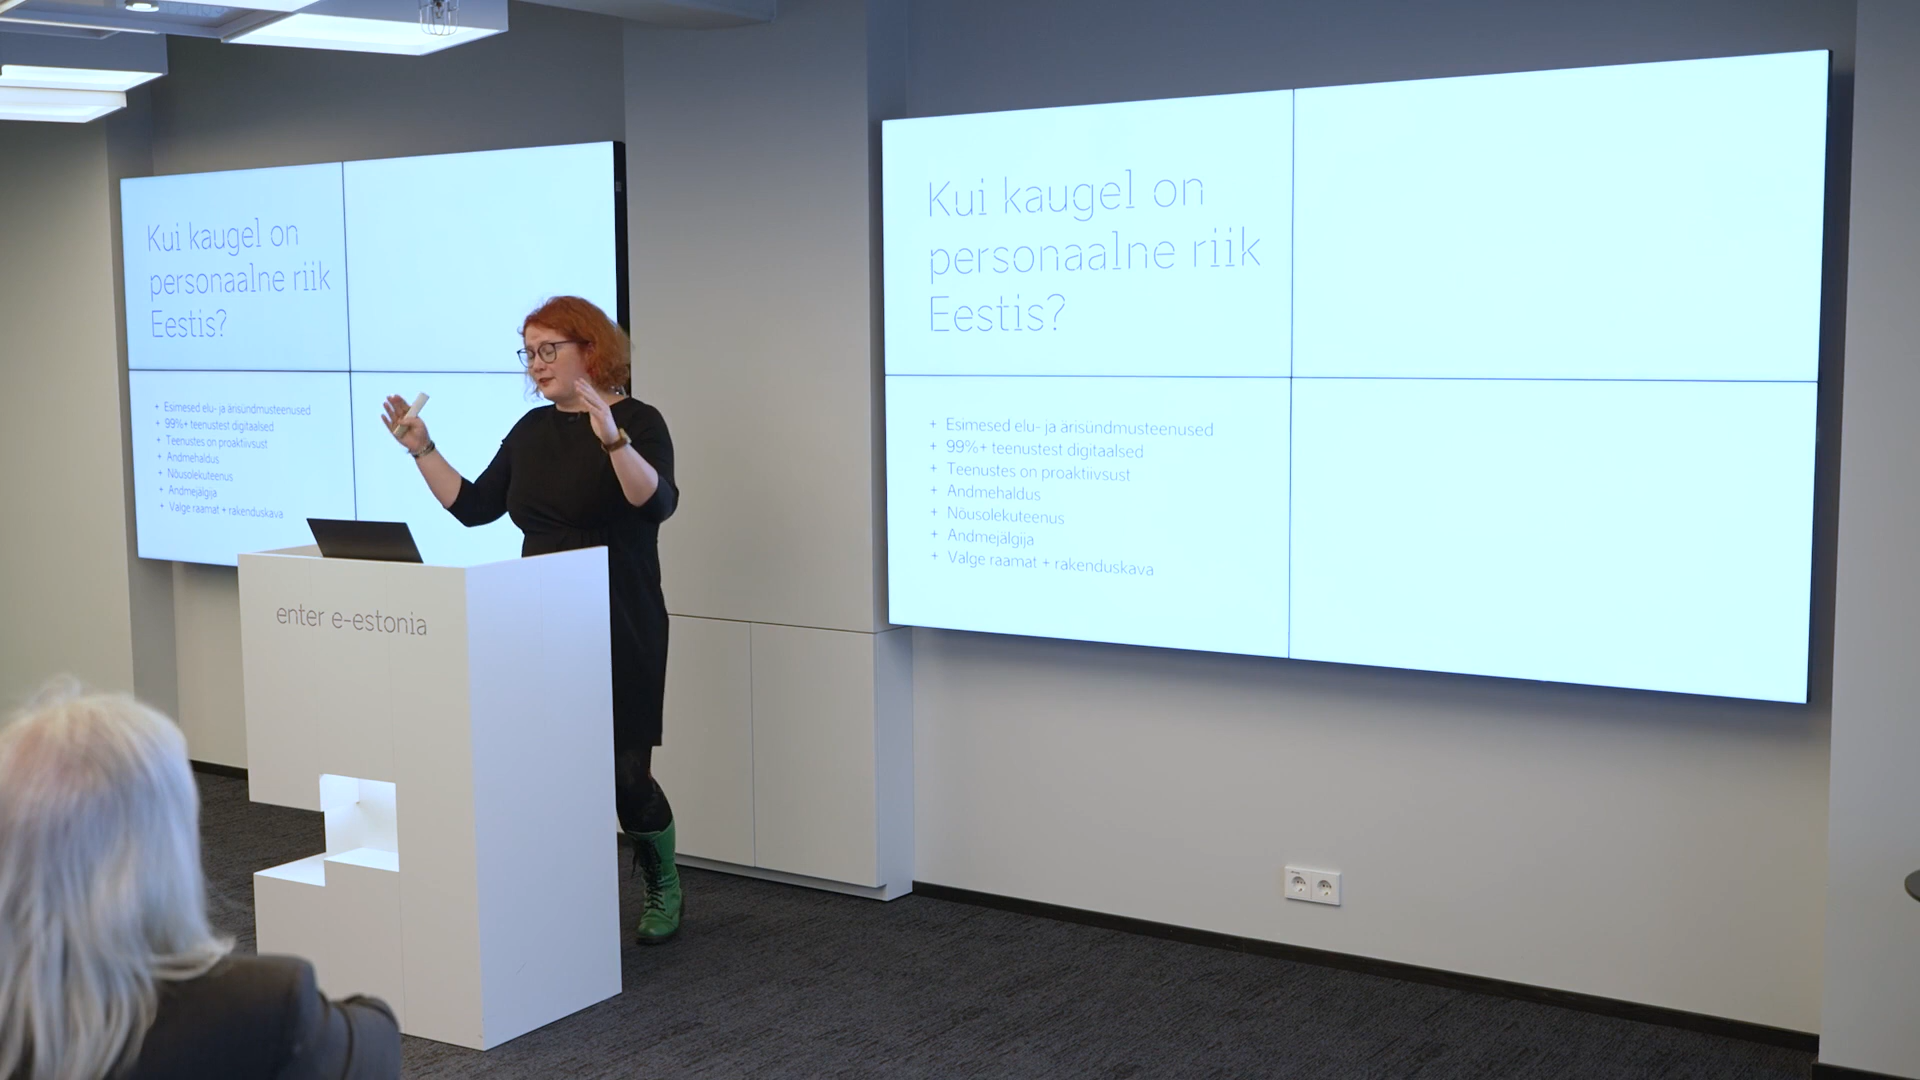 Kui kaugel on
personaalne riik
Eestis?
+ Esimesed elu- ja ärisündmusteenused
+ 99%+ teenustest digitaalsed
+ Teenustes on proaktiivsust
+ Andmehaldus
+ Nõusolekuteenus
+ Andmejälgija
+ Valge raamat + rakenduskava
enter e-estonia
Kui kaugel on
personaalne riik
Eestis?
+ Esimesed elu- ja ärisündmusteenused
+ 99%+ teenustest digitaalsed
+ Teenustes on proaktiivsust
+ Andmehaldus
+ Nõusolekuteenus
+ Andmejälgija
+ Valge raamat + rakenduskava